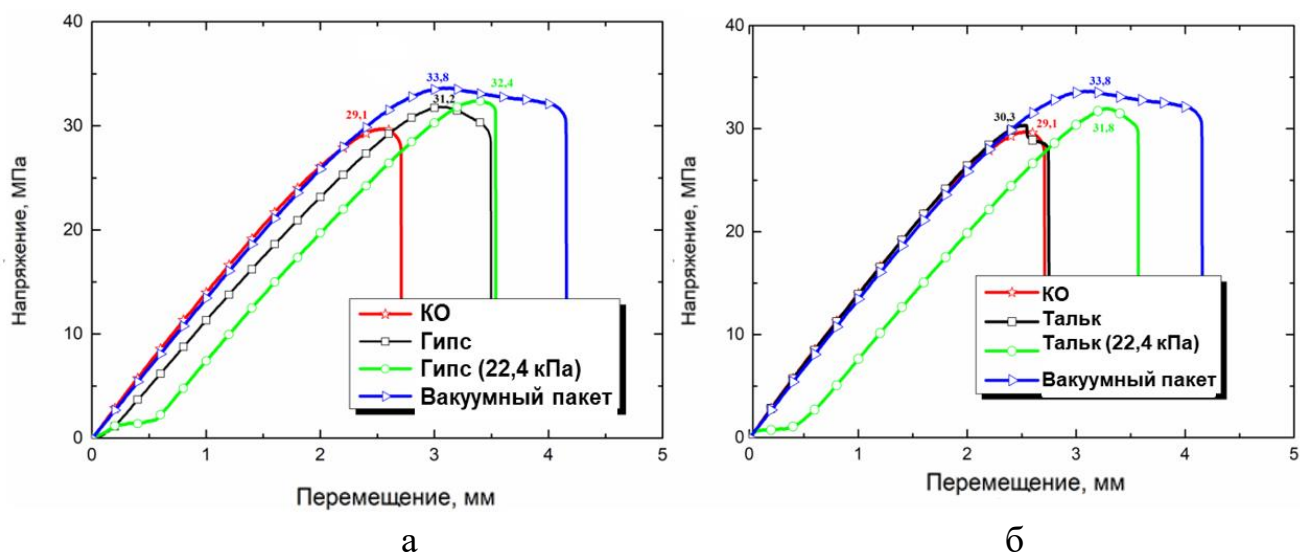 40
30
20
10
0
Напряжение, МПа
29,1
33,8
31,2
32,4
КО
Гипс
Гипс (22,4 кПа)
Вакуумный пакет
0 1 2 3 4 5
Перемещение, мм
а
40
30
20
10
0
Напряжение, МПа
30,3
29,1
33,8
31,8
КО
Тальк
Тальк (22,4 кПа)
Вакуумный пакет
0 1 2 3 4 5
Перемещение, мм
б